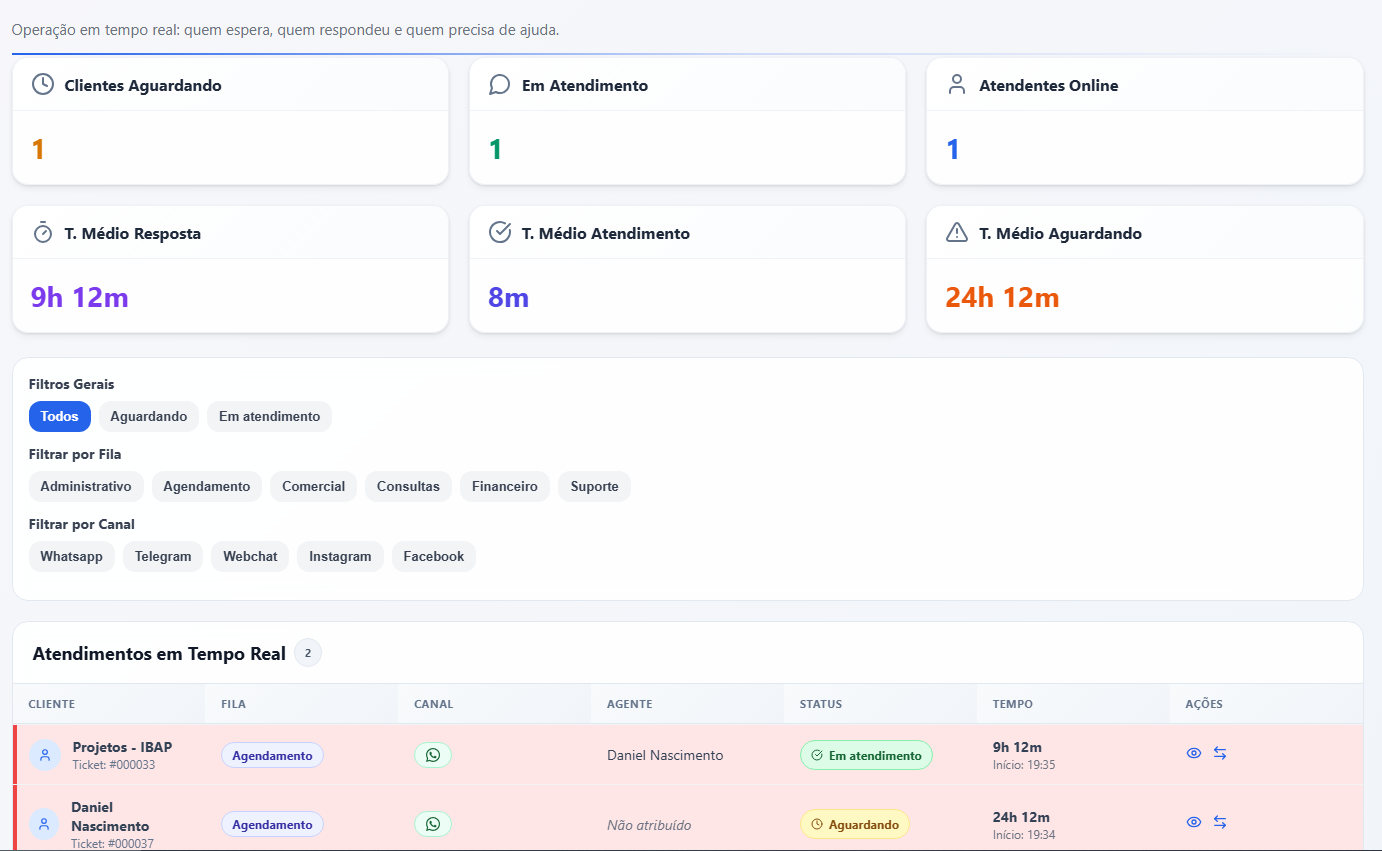 Operação em tempo real: quem espera, quem respondeu e quem precisa de ajuda.
Clientes Aguardando
1
Em Atendimento
1
Atendentes Online
1
T. Médio Resposta
9h 12m
T. Médio Atendimento
8m
T. Médio Aguardando
24h 12m
Filtros Gerais
Todos Aguardando Em atendimento
Filtrar por Fila
Administrativo Agendamento Comercial Consultas Financeiro Suporte
Filtrar por Canal
Whatsapp Telegram Webchat Instagram Facebook
Atendimentos em Tempo Real 2
CLIENTE FILA CANAL AGENTE STATUS TEMPO AÇÕES
Projetos - IBAP
Ticket: #000033
Agendamento
Daniel Nascimento
Em atendimento
9h 12m
Início: 19:35
Daniel
Nascimento
Ticket: #000037
Agendamento
Não atribuído
Aguardando
24h 12m
Início: 19:34